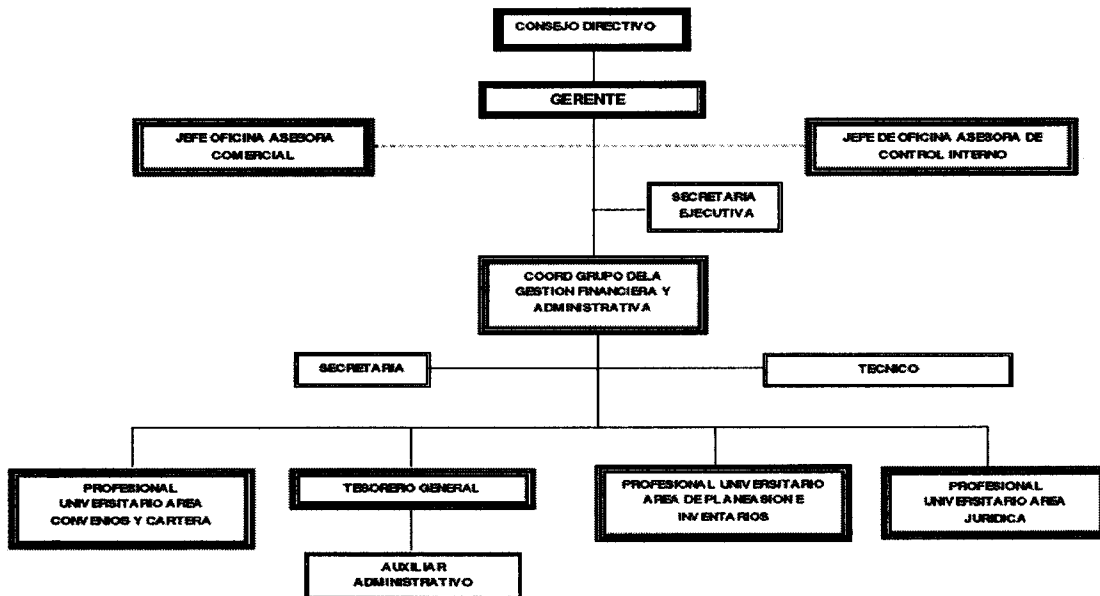 CONSEJO DIRECTIVO
GERENTE
JEFE OFICINA ASESORA
COMERCIAL
JEFE DE OFICINA ASESORA DE
CONTROL INTERNO
SECRETARIA
EJECUTIVA
COORD GRUPO DELA
GESTION FINANCIERA Y
ADMINISTRATIVA
SECRETARIA
TECNICO
PROFESIONAL
UNIVERSITARIO AREA
CONVENIOS Y CARTERA
TESORERO GENERAL
PROFESIONAL UNIVERSITARIO
AREA DE PLANEASION E
INVENTARIOS
PROFESIONAL
UNIVERSITARIO AREA
JURIDICA
AUXILIAR
ADMINISTRATIVO